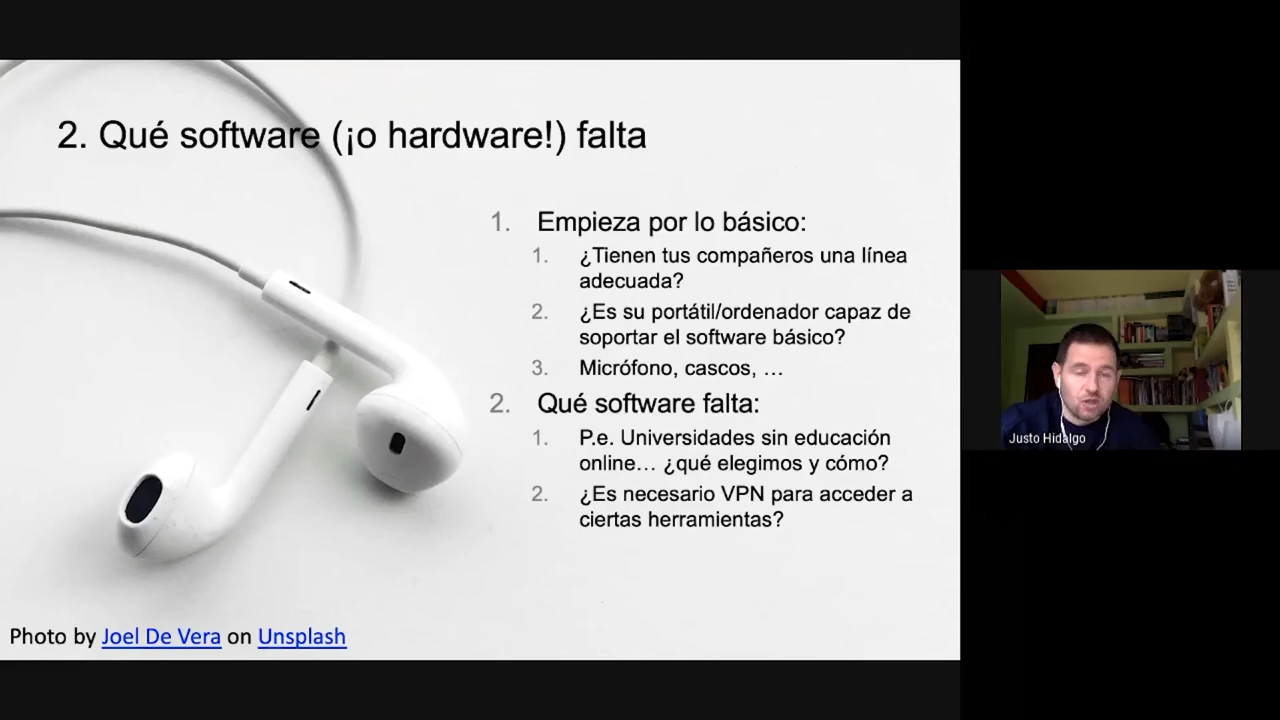 2. Qué software (¡o hardware!) falta
1. Empieza por lo básico:
1. ¿Tienen tus compañeros una línea
adecuada?
2. ¿Es su portátil/ordenador capaz de
soportar el software básico?
3. Micrófono, cascos, …
2. Qué software falta:
1. P.e. Universidades sin educación
online… ¿qué elegimos y cómo?
2. ¿Es necesario VPN para acceder a
ciertas herramientas?
Photo by Joel De Vera on Unsplash
Justo Hidalgo